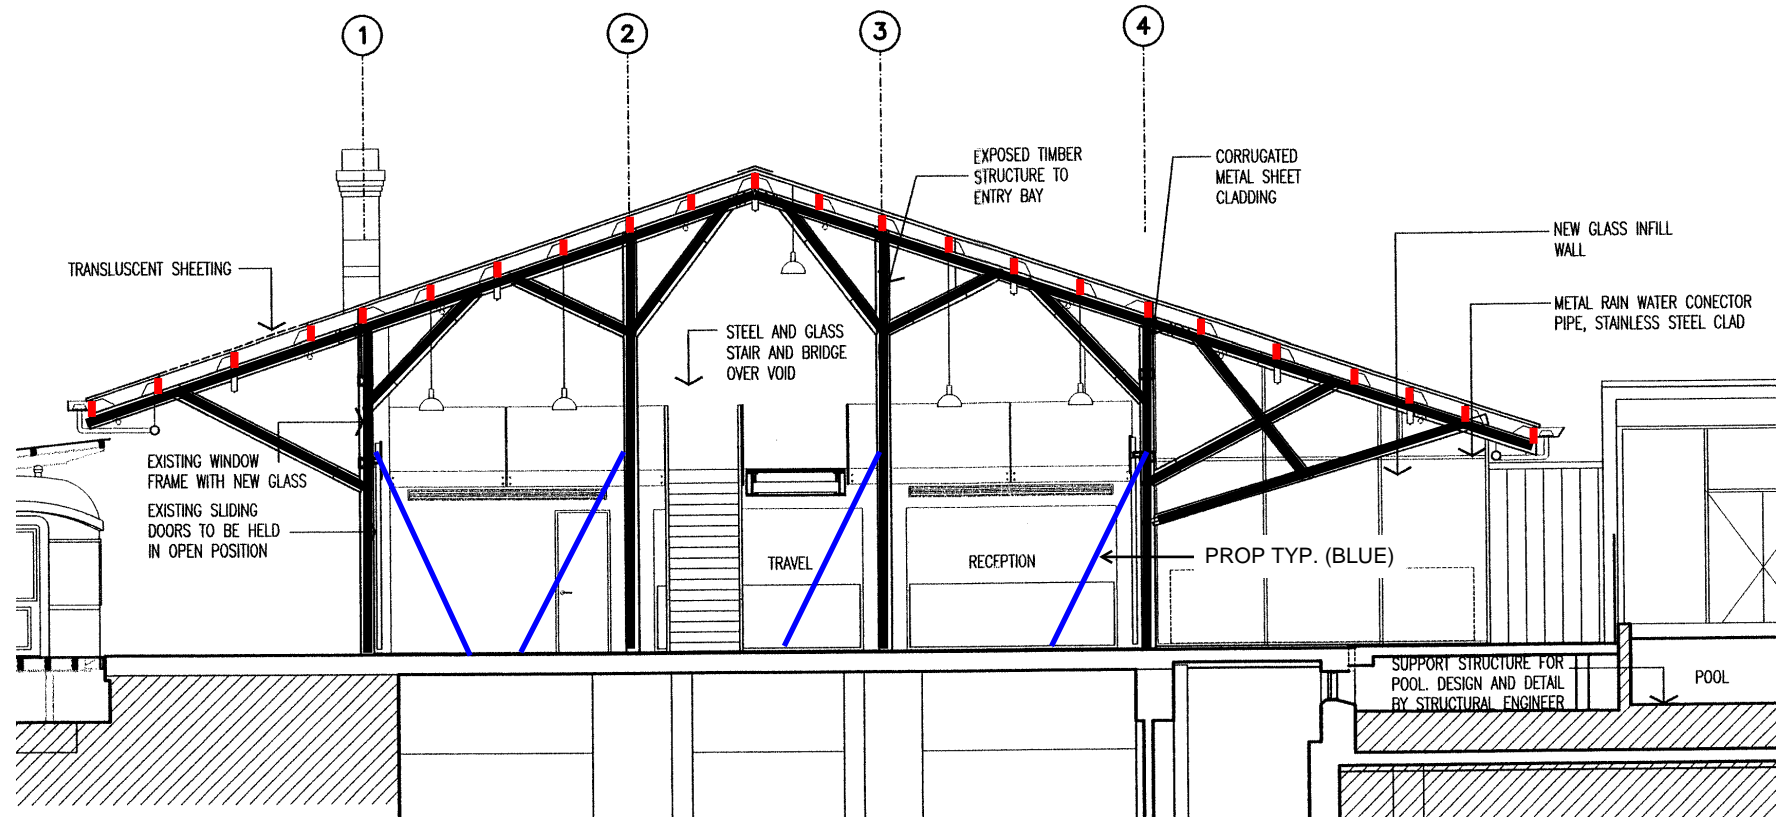 1
2
3
4
EXPOSED TIMBER
STRUCTURE TO
ENTRY BAY
CORRUGATED
METAL SHEET
CLADDING
NEW GLASS INFILL
WALL
TRANSLUSCENT SHEETING
METAL RAIN WATER CONECTOR
PIPE, STAINLESS STEEL CLAD
STEEL AND GLASS
STAIR AND BRIDGE
OVER VOID
EXISTING WINDOW
FRAME WITH NEW GLASS
EXISTING SLIDING
DOORS TO BE HELD
IN OPEN POSITION
TRAVEL
RECEPTION
PROP TYP. (BLUE)
SUPPORT STRUCTURE FOR
POOL. DESIGN AND DETAIL
BY STRUCTURAL ENGINEER
POOL